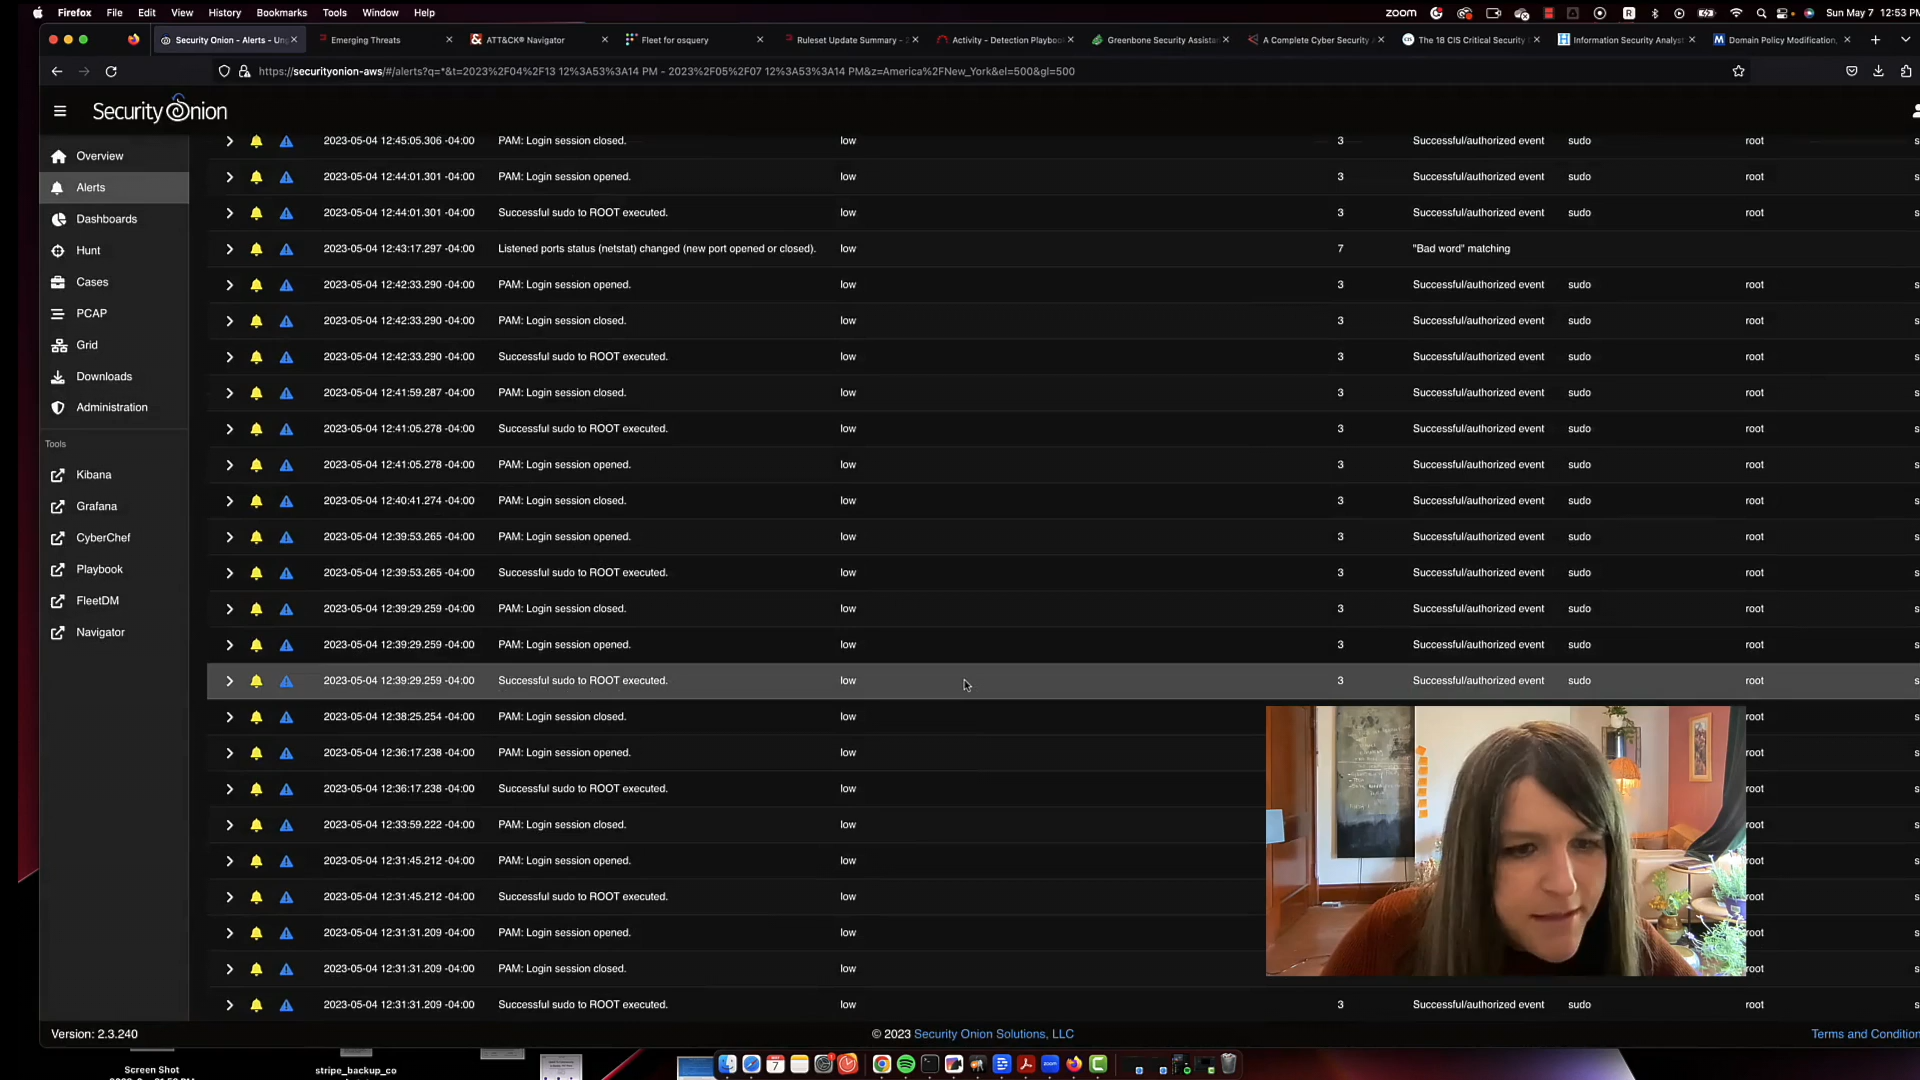 Firefox File Edit View History Bookmarks Tools Window Help zoom Sun May 7 12:53 PM
Security Onion - Alerts - Un Emerging Threats ATT&CK® Navigator Fleet for osquery Ruleset Update Summary - 2 Activity - Detection Playboo Greenbone Security Assista A Complete Cyber Security The 18 CIS Critical Security Information Security Analyst Domain Policy Modification,
https://securityonion-aws/#/alerts?q=*&t=2023%2F04%2F13 12%3A53%3A14 PM - 2023%2F05%2F07 12%3A53%3A14 PM&z=America%2FNew_York&el=500&gl=500
Security Onion
Overview
Alerts
Dashboards
Hunt
Cases
PCAP
Grid
Downloads
Administration
Tools
Kibana
Grafana
CyberChef
Playbook
FleetDM
Navigator
2023-05-04 12:45:05.306 -04:00 PAM: Login session closed. low 3 Successful/authorized event sudo root
2023-05-04 12:44:01.301 -04:00 PAM: Login session opened. low 3 Successful/authorized event sudo root
2023-05-04 12:44:01.301 -04:00 Successful sudo to ROOT executed. low 3 Successful/authorized event sudo root
2023-05-04 12:43:17.297 -04:00 Listened ports status (netstat) changed (new port opened or closed). low 7 "Bad word" matching
2023-05-04 12:42:33.290 -04:00 PAM: Login session opened. low 3 Successful/authorized event sudo root
2023-05-04 12:42:33.290 -04:00 PAM: Login session closed. low 3 Successful/authorized event sudo root
2023-05-04 12:42:33.290 -04:00 Successful sudo to ROOT executed. low 3 Successful/authorized event sudo root
2023-05-04 12:41:59.287 -04:00 PAM: Login session closed. low 3 Successful/authorized event sudo root
2023-05-04 12:41:05.278 -04:00 Successful sudo to ROOT executed. low 3 Successful/authorized event sudo root
2023-05-04 12:41:05.278 -04:00 PAM: Login session opened. low 3 Successful/authorized event sudo root
2023-05-04 12:40:41.274 -04:00 PAM: Login session closed. low 3 Successful/authorized event sudo root
2023-05-04 12:39:53.265 -04:00 PAM: Login session opened. low 3 Successful/authorized event sudo root
2023-05-04 12:39:53.265 -04:00 Successful sudo to ROOT executed. low 3 Successful/authorized event sudo root
2023-05-04 12:39:29.259 -04:00 PAM: Login session closed. low 3 Successful/authorized event sudo root
2023-05-04 12:39:29.259 -04:00 PAM: Login session opened. low 3 Successful/authorized event sudo root
2023-05-04 12:39:29.259 -04:00 Successful sudo to ROOT executed. low 3 Successful/authorized event sudo root
2023-05-04 12:38:25.254 -04:00 PAM: Login session closed. low root
2023-05-04 12:36:17.238 -04:00 PAM: Login session opened. low root
2023-05-04 12:36:17.238 -04:00 Successful sudo to ROOT executed. low root
2023-05-04 12:33:59.222 -04:00 PAM: Login session closed. low root
2023-05-04 12:31:45.212 -04:00 PAM: Login session opened. low root
2023-05-04 12:31:45.212 -04:00 Successful sudo to ROOT executed. low root
2023-05-04 12:31:31.209 -04:00 PAM: Login session opened. low root
2023-05-04 12:31:31.209 -04:00 PAM: Login session closed. low root
2023-05-04 12:31:31.209 -04:00 Successful sudo to ROOT executed. low 3 Successful/authorized event sudo root
Version: 2.3.240 © 2023 Security Onion Solutions, LLC Terms and Condition
Screen Shot stripe_backup_co